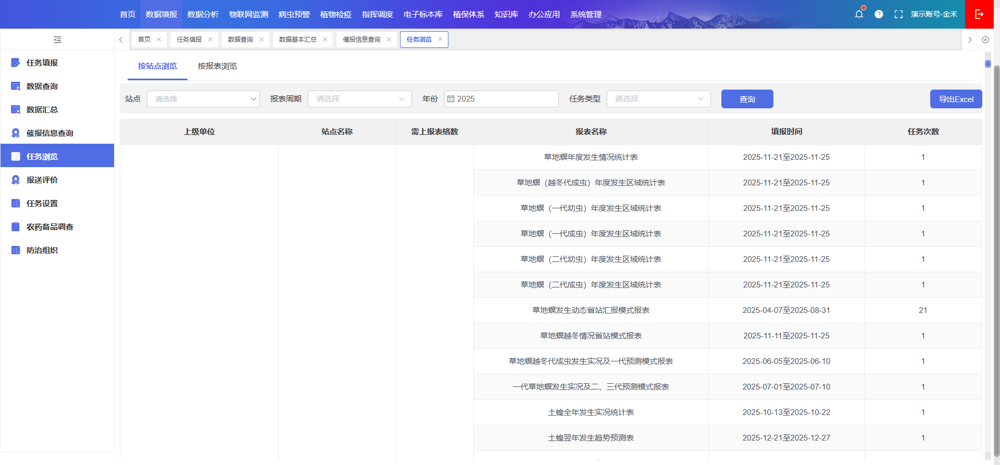 首页 数据填报 数据分析 物联网监测 病虫预警 植物检疫 指挥调度 电子标本库 植保体系 知识库 办公应用 系统管理 演示账号-金禾
首页 任务填报 数据查询 数据基本汇总 催报信息查询 任务浏览
任务填报
数据查询
数据汇总
催报信息查询
任务浏览
报送评价
任务设置
农药备品调查
防治组织
按站点浏览 按报表浏览
站点 请选择 报表周期 请选择 年份 2025 任务类型 请选择 查询 导出Excel
上级单位 站点名称 需上报表格数 报表名称 填报时间 任务次数
草地螟年度发生情况统计表 2025-11-21至2025-11-25 1
草地螟（越冬代成虫）年度发生区域统计表 2025-11-21至2025-11-25 1
草地螟（一代幼虫）年度发生区域统计表 2025-11-21至2025-11-25 1
草地螟（一代成虫）年度发生区域统计表 2025-11-21至2025-11-25 1
草地螟（二代幼虫）年度发生区域统计表 2025-11-21至2025-11-25 1
草地螟（二代成虫）年度发生区域统计表 2025-11-21至2025-11-25 1
草地螟发生动态省站汇报模式报表 2025-04-07至2025-08-31 21
草地螟越冬情况省站模式报表 2025-11-11至2025-11-25 1
草地螟越冬代成虫发生实况及一代预测模式报表 2025-06-05至2025-06-10 1
一代草地螟发生实况及二、三代预测模式报表 2025-07-01至2025-07-10 1
土蝗全年发生实况统计表 2025-10-13至2025-10-22 1
土蝗翌年发生趋势预测表 2025-12-21至2025-12-27 1